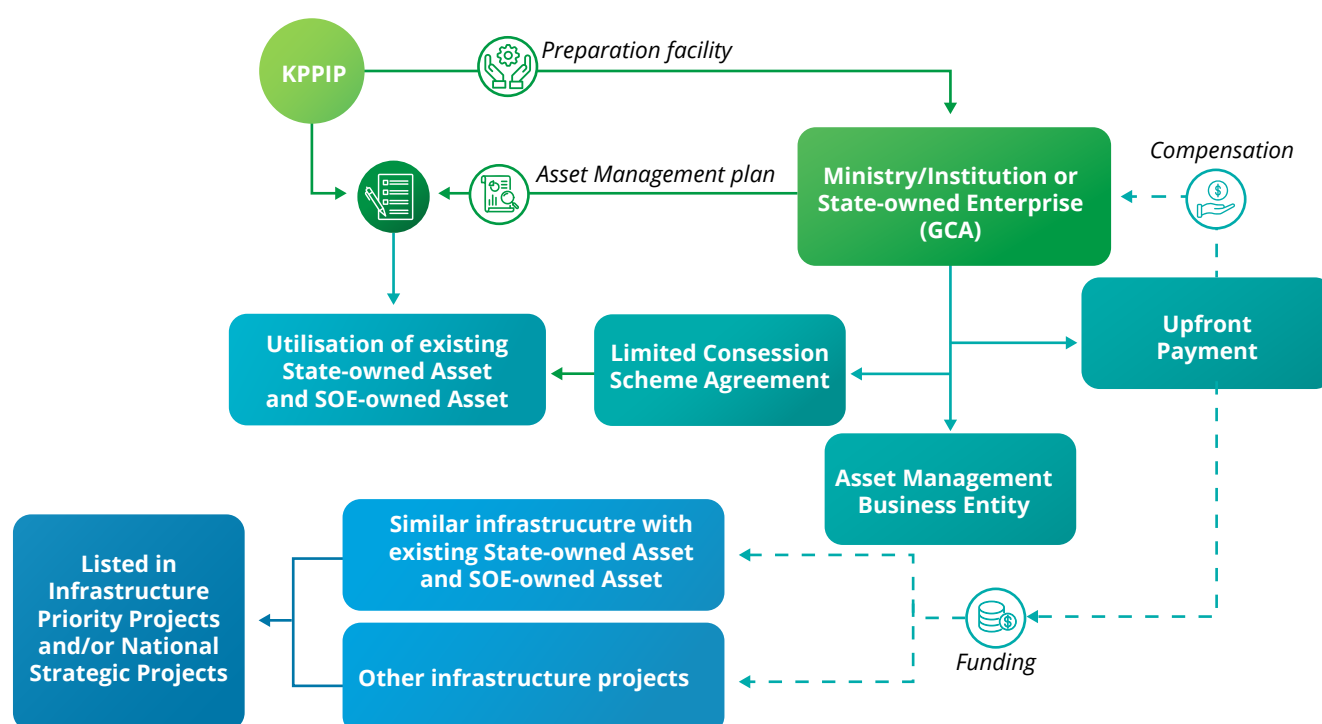 Preparation facility
KPPIP
Compensation
Asset Management plan
Ministry/Institution or
State-owned Enterprise
(GCA)
Upfront
Payment
Utilisation of existing
State-owned Asset
and SOE-owned Asset
Limited Consession
Scheme Agreement
Asset Management
Business Entity
Similar infrastrucutre with
existing State-owned Asset
and SOE-owned Asset
Listed in
Infrastructure
Priority Projects
and/or National
Strategic Projects
Funding
Other infrastructure projects